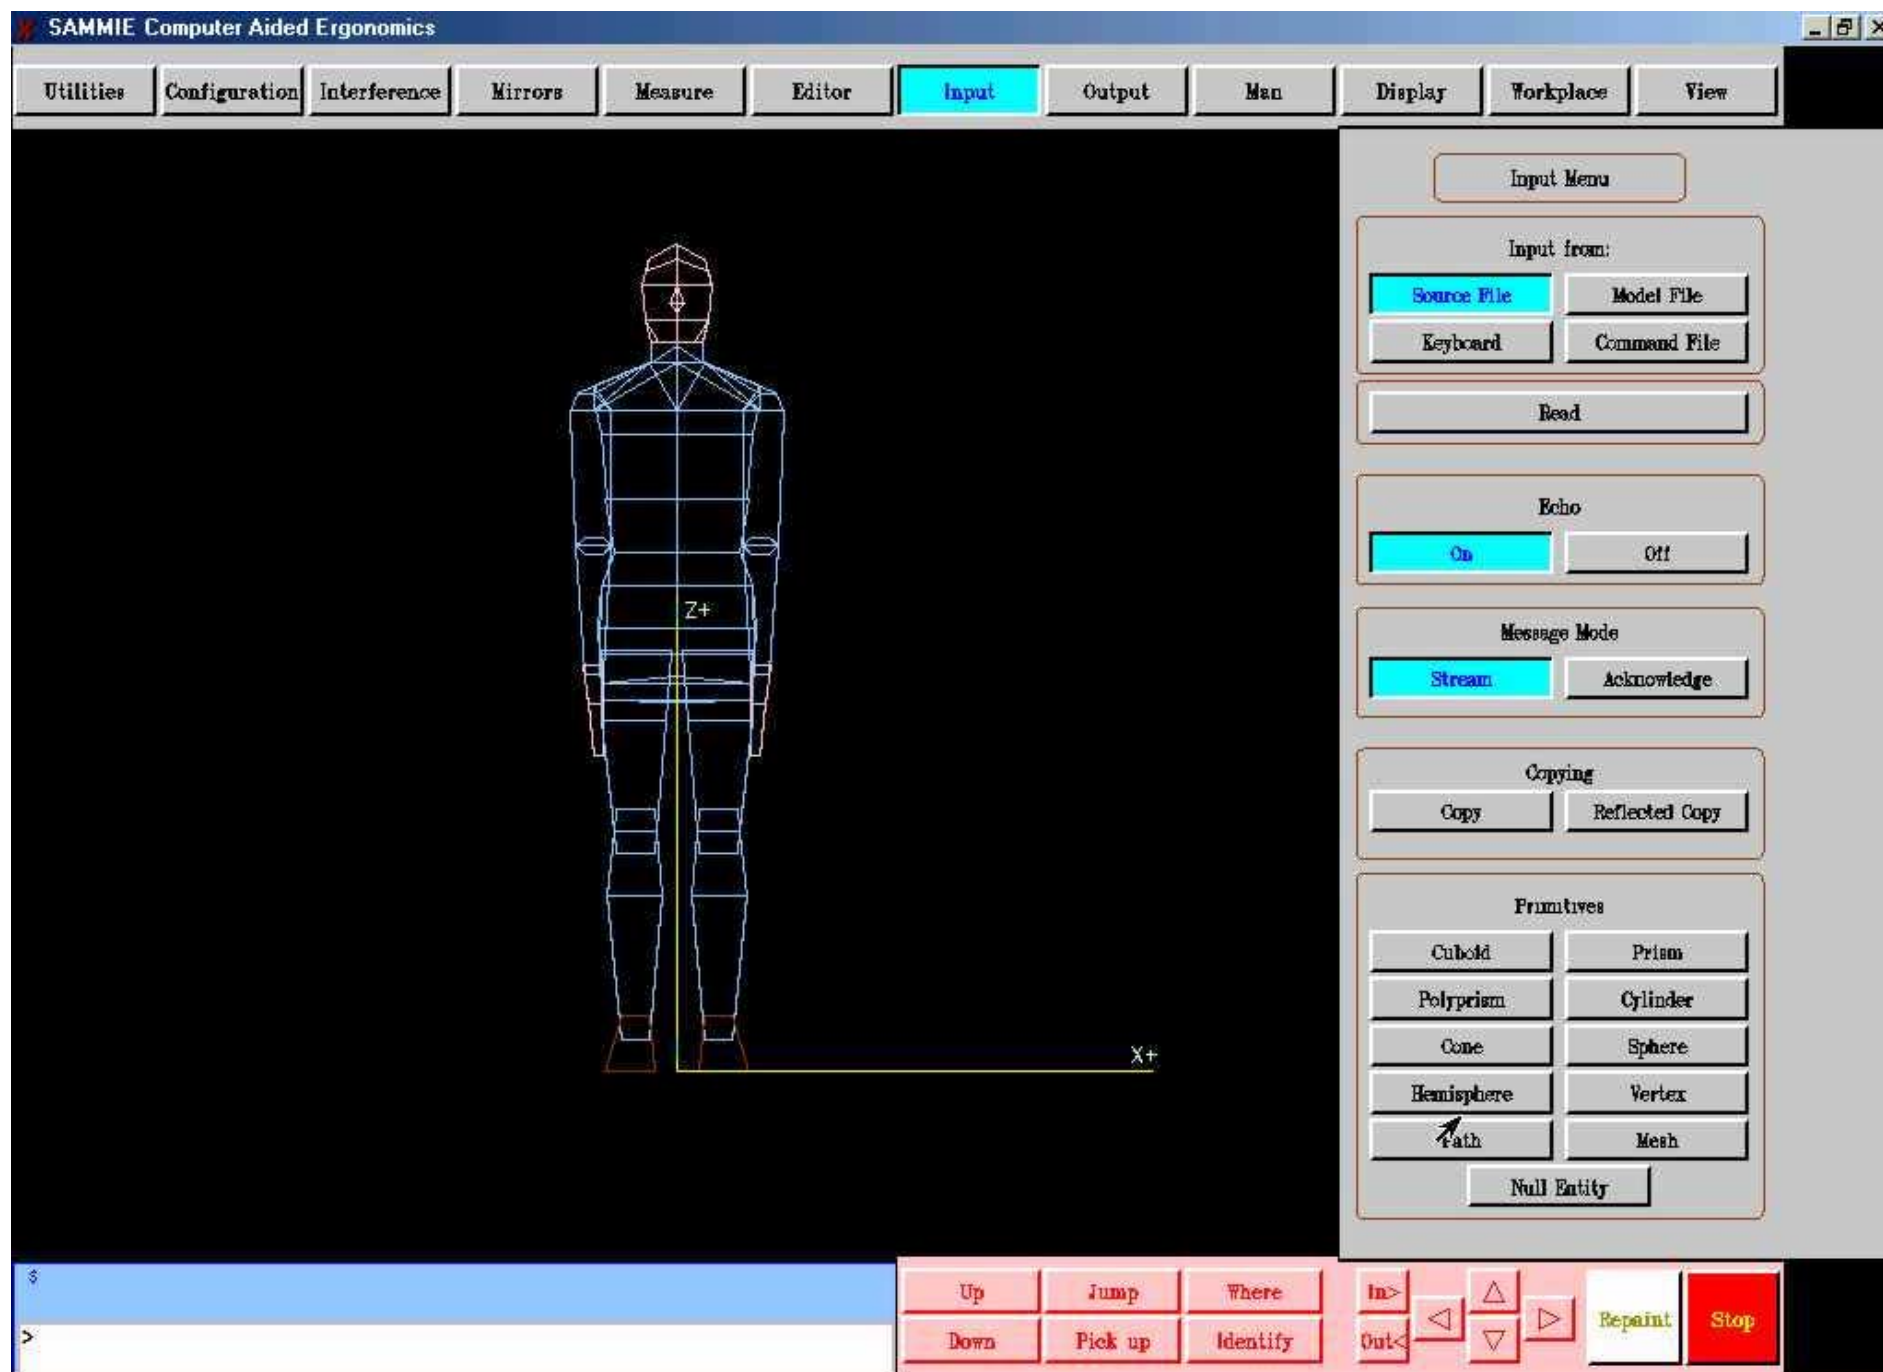 SAMMIE Computer Aided Ergonomics
Utilities Configuration Interference Mirrors Measure Editor Input Output Man Display Workplace View
Input Menu
Input from:
Source File Model File
Keyboard Command File
Read
Echo
On Off
Message Mode
Stream Acknowledge
Copying
Copy Reflected Copy
Primitives
Cuboid Prism
Polyprism Cylinder
Cone Sphere
Hemisphere Vertex
Path Mesh
Null Entity
Z+
X+
$
>
Up Jump Where In>
Down Pick up Identify Out<
Repaint Stop